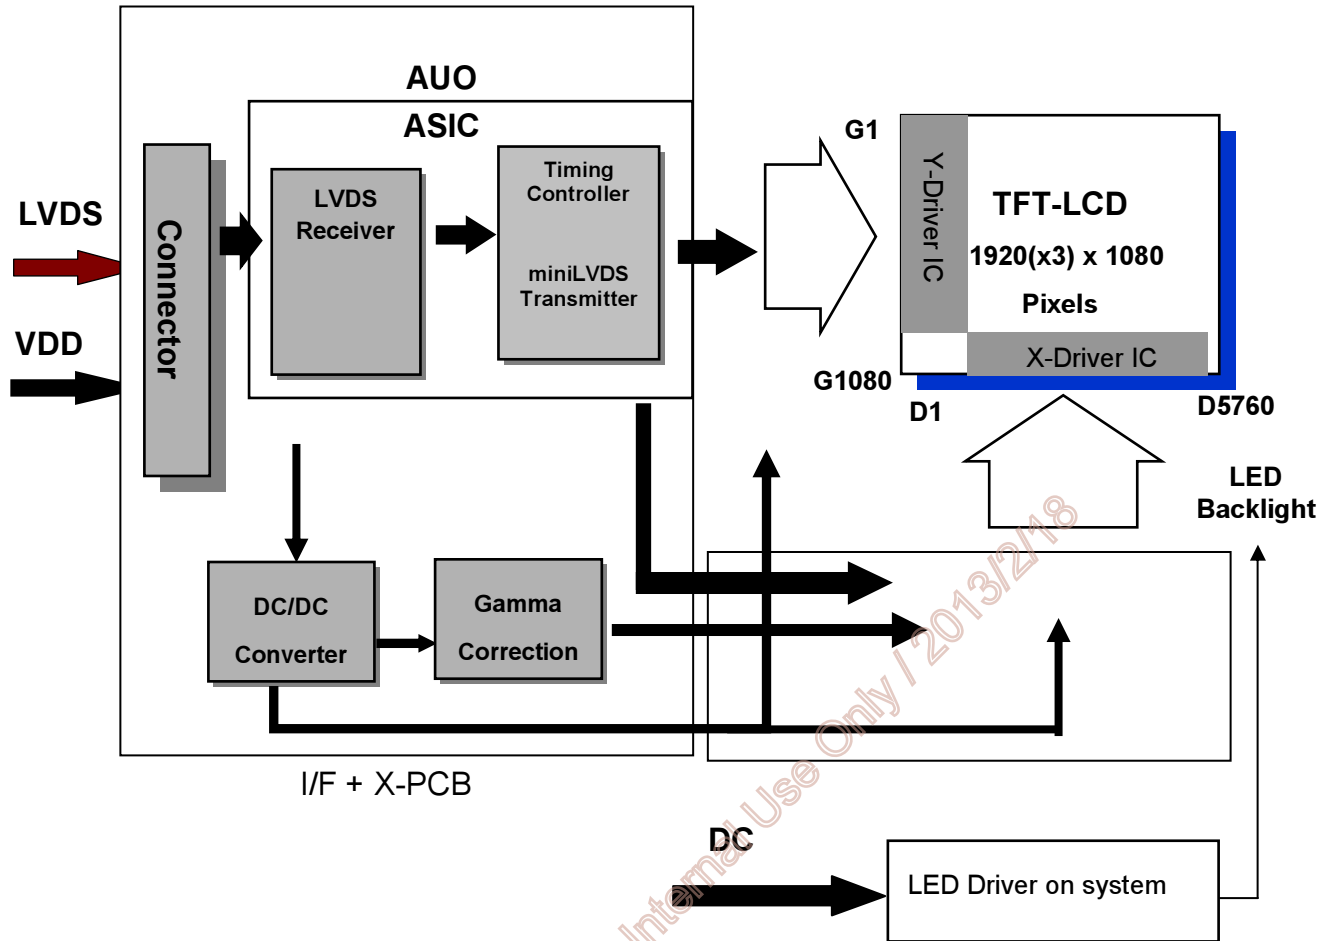 AUO
ASIC
LVDS
VDD
Connector
LVDS
Receiver
Timing
Controller
miniLVDS
Transmitter
G1
G1080
Y-Driver IC
TFT-LCD
1920(x3) x 1080
Pixels
X-Driver IC
D1
D5760
LED
Backlight
DC/DC
Converter
Gamma
Correction
I/F + X-PCB
DC
LED Driver on system
Internal Use Only / 2013/2/18